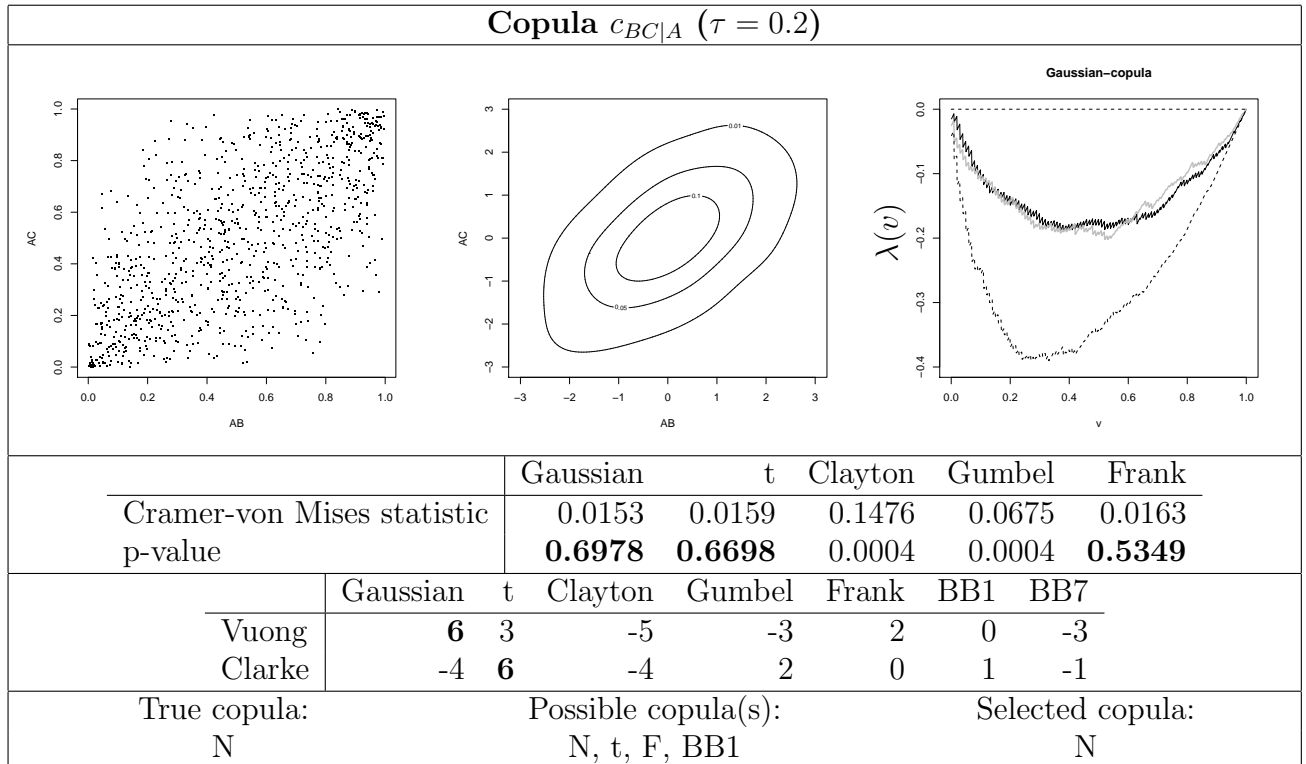 Copula c_{BC|A} (τ = 0.2)
Gaussian−copula
AC
0.0 0.2 0.4 0.6 0.8 1.0
0.0 0.2 0.4 0.6 0.8 1.0
AB
AC
−3 −2 −1 0 1 2 3
0.01
0.1
0.05
−3 −2 −1 0 1 2 3
AB
λ(v)
−0.4 −0.3 −0.2 −0.1 0.0
0.0 0.2 0.4 0.6 0.8 1.0
v
Gaussian t Clayton Gumbel Frank
Cramer-von Mises statistic 0.0153 0.0159 0.1476 0.0675 0.0163
p-value 0.6978 0.6698 0.0004 0.0004 0.5349
Gaussian t Clayton Gumbel Frank BB1 BB7
Vuong 6 3 -5 -3 2 0 -3
Clarke -4 6 -4 2 0 1 -1
True copula: Possible copula(s): Selected copula:
N N, t, F, BB1 N